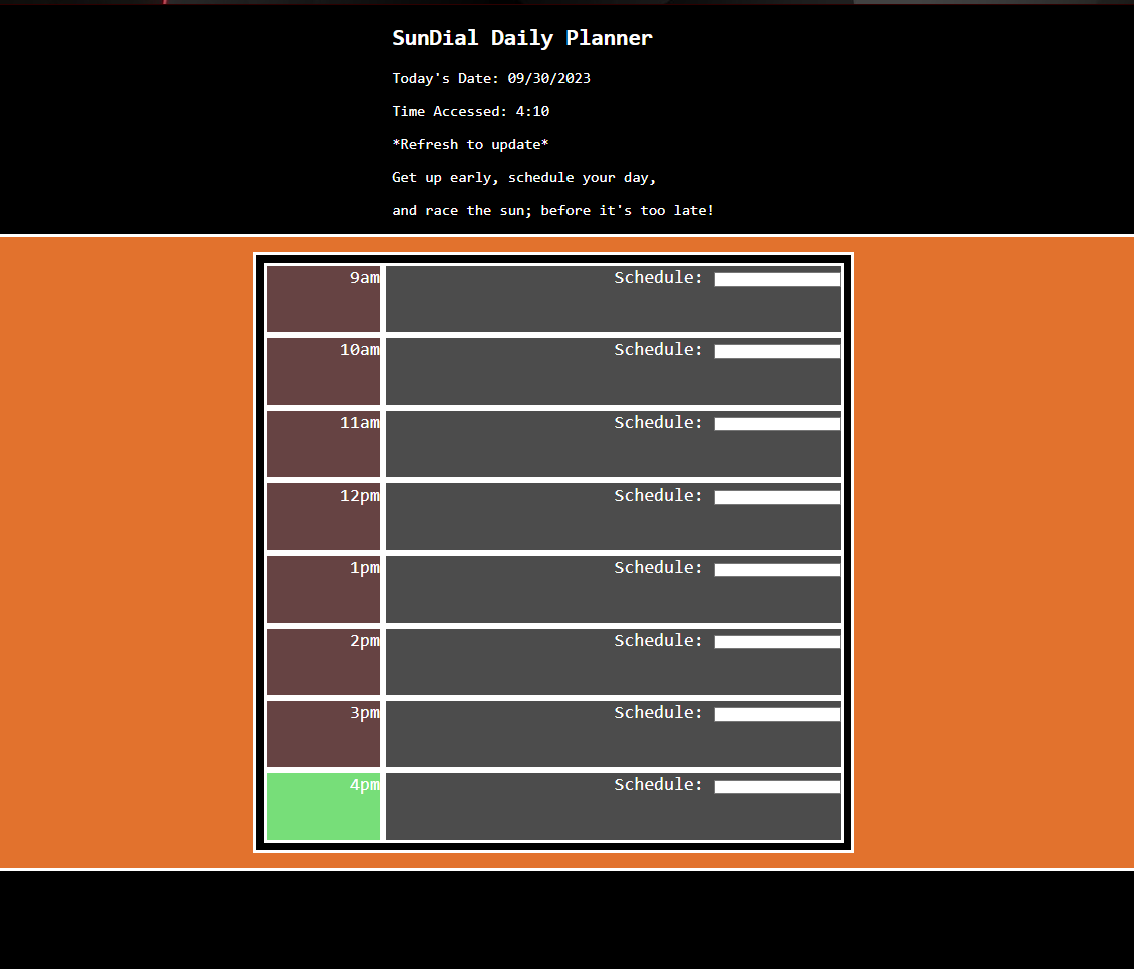 SunDial Daily Planner
Today's Date: 09/30/2023
Time Accessed: 4:10
*Refresh to update*
Get up early, schedule your day,
and race the sun; before it's too late!
9am Schedule:
10am Schedule:
11am Schedule:
12pm Schedule:
1pm Schedule:
2pm Schedule:
3pm Schedule:
4pm Schedule: